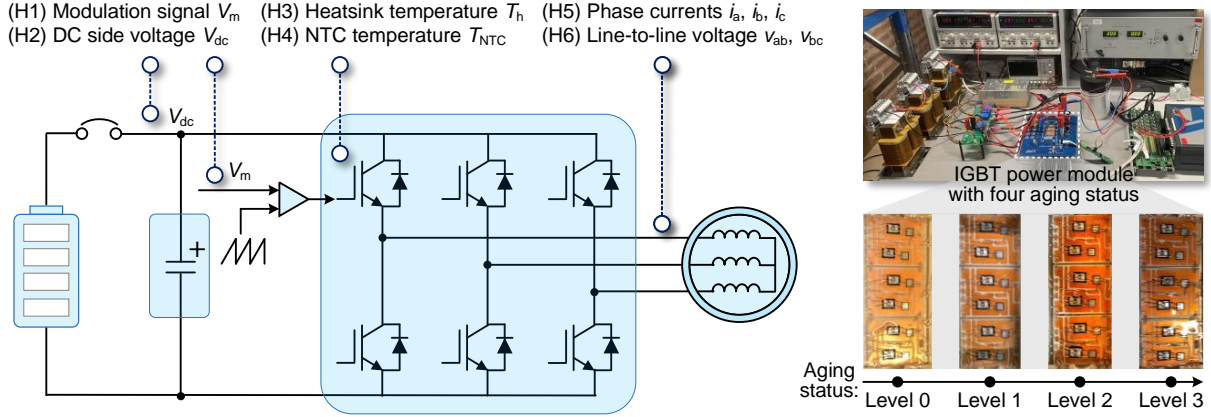 (H1) Modulation signal Vm
(H2) DC side voltage Vdc
(H3) Heatsink temperature Th
(H4) NTC temperature TNTC
(H5) Phase currents ia, ib, ic
(H6) Line-to-line voltage vab, vbc
Vdc
Vm
+
IGBT power module
with four aging status
Aging
status:
Level 0
Level 1
Level 2
Level 3